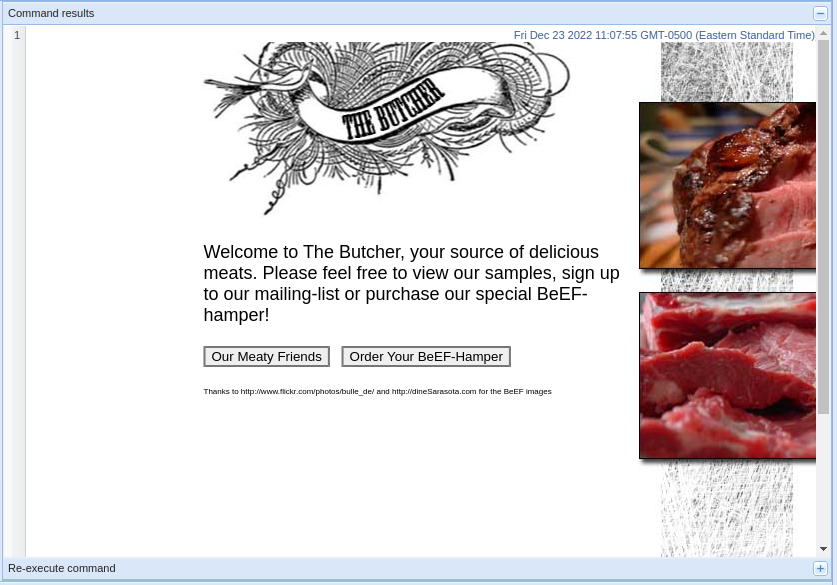 Command results
1
Fri Dec 23 2022 11:07:55 GMT-0500 (Eastern Standard Time)
THE BUTCHER
Welcome to The Butcher, your source of delicious
meats. Please feel free to view our samples, sign up
to our mailing-list or purchase our special BeEF-
hamper!
Our Meaty Friends
Order Your BeEF-Hamper
Thanks to http://www.flickr.com/photos/bulle_de/ and http://dineSarasota.com for the BeEF images
Re-execute command